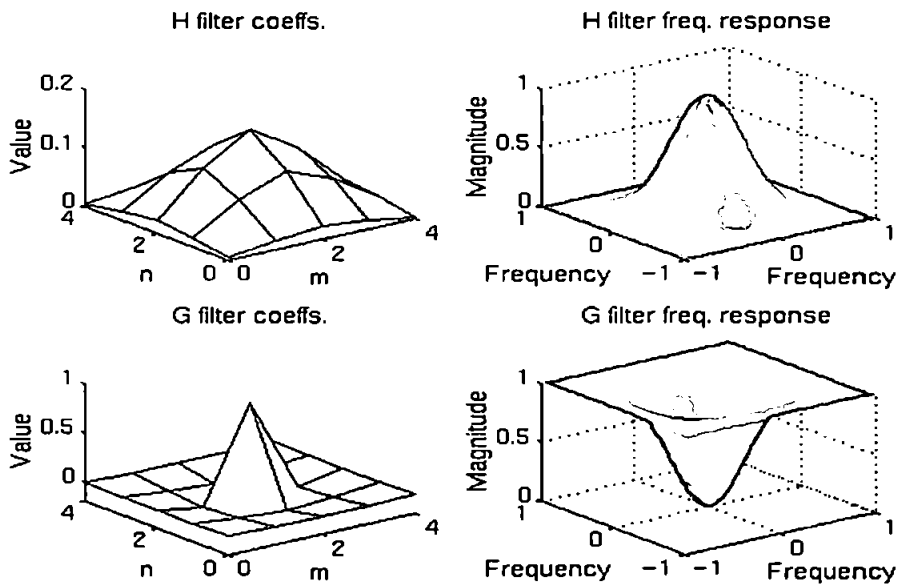 H filter coeffs.
H filter freq. response
0.2
0.1
0
Value
4
2
0
n
0
2
4
m
1
0.5
0
Magnitude
1
0
-1
Frequency
-1
0
1
Frequency
G filter coeffs.
G filter freq. response
1
0.5
0
Value
4
2
0
n
0
2
4
m
1
0.5
0
Magnitude
1
0
-1
Frequency
-1
0
1
Frequency